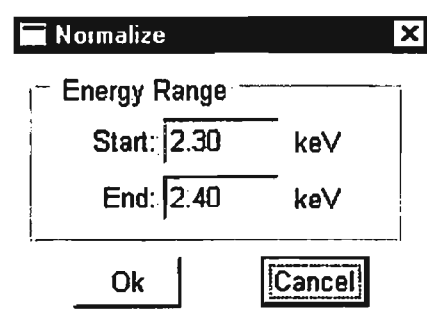 Normalize
Energy Range
Start: 2.30 keV
End: 2.40 keV
Ok Cancel